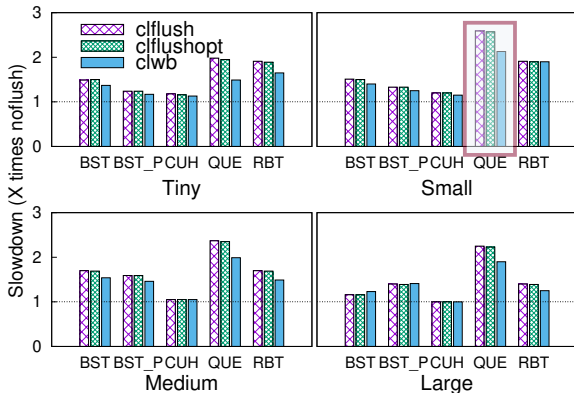 Slowdown (X times noflush)
clflush
clflushopt
clwb
3
2
1
0
BST BST_P CUH QUE RBT
Tiny
BST BST_P CUH QUE RBT
Small
3
2
1
0
BST BST_P CUH QUE RBT
Medium
BST BST_P CUH QUE RBT
Large